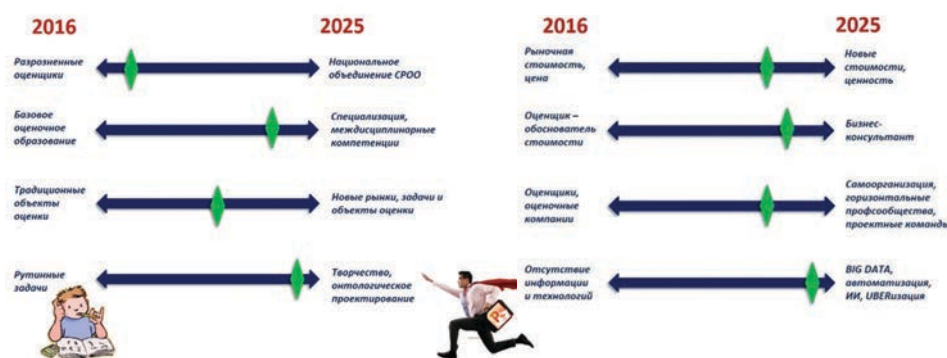 2016
2025
Разрозненные
оценщики
Национальное
объединение СРОО
Базовое
оценочное
образование
Специализация,
междисциплинарные
компетенции
Традиционные
объекты
оценки
Новые рынки, задачи и
объекты оценки
Рутинные
задачи
Творчество,
онтологическое
проектирование
2016
2025
Рыночная
стоимость,
цена
Новые
стоимости,
ценность
Оценщик –
обоснователь
стоимости
Бизнес-
консультант
Оценщики,
оценочные
компании
Самоорганизация,
горизонтальные
профсообщества,
проектные команды
Отсутствие
информации
и технологий
BIG DATA,
автоматизация,
ИИ, UBERизация